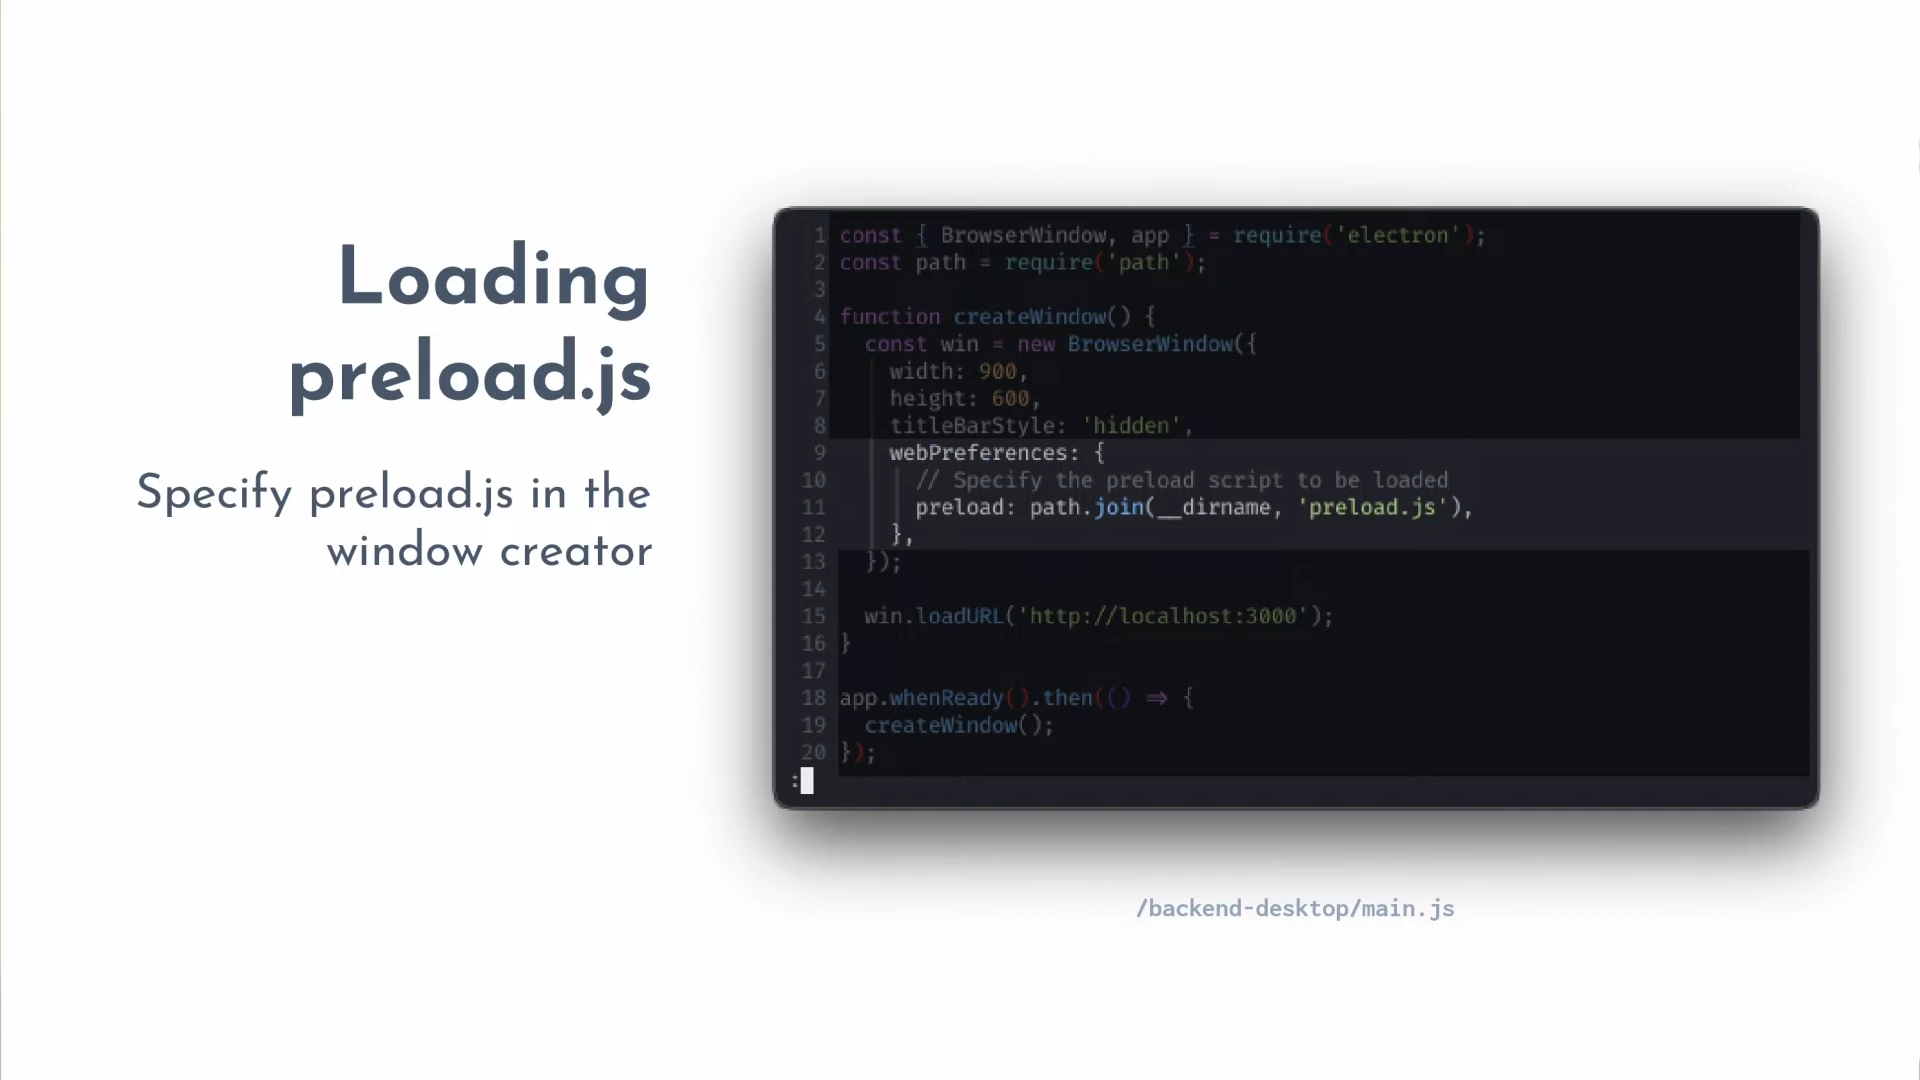 Loading
preload.js
Specify preload.js in the
window creator
1 const { BrowserWindow, app } = require('electron');
2 const path = require('path');
3
4 function createWindow() {
5   const win = new BrowserWindow({
6     width: 900,
7     height: 600,
8     titleBarStyle: 'hidden',
9     webPreferences: {
10       // Specify the preload script to be loaded
11       preload: path.join(__dirname, 'preload.js'),
12     },
13   });
14
15   win.loadURL('http://localhost:3000');
16 }
17
18 app.whenReady().then(() => {
19   createWindow();
20 });
:
/backend-desktop/main.js